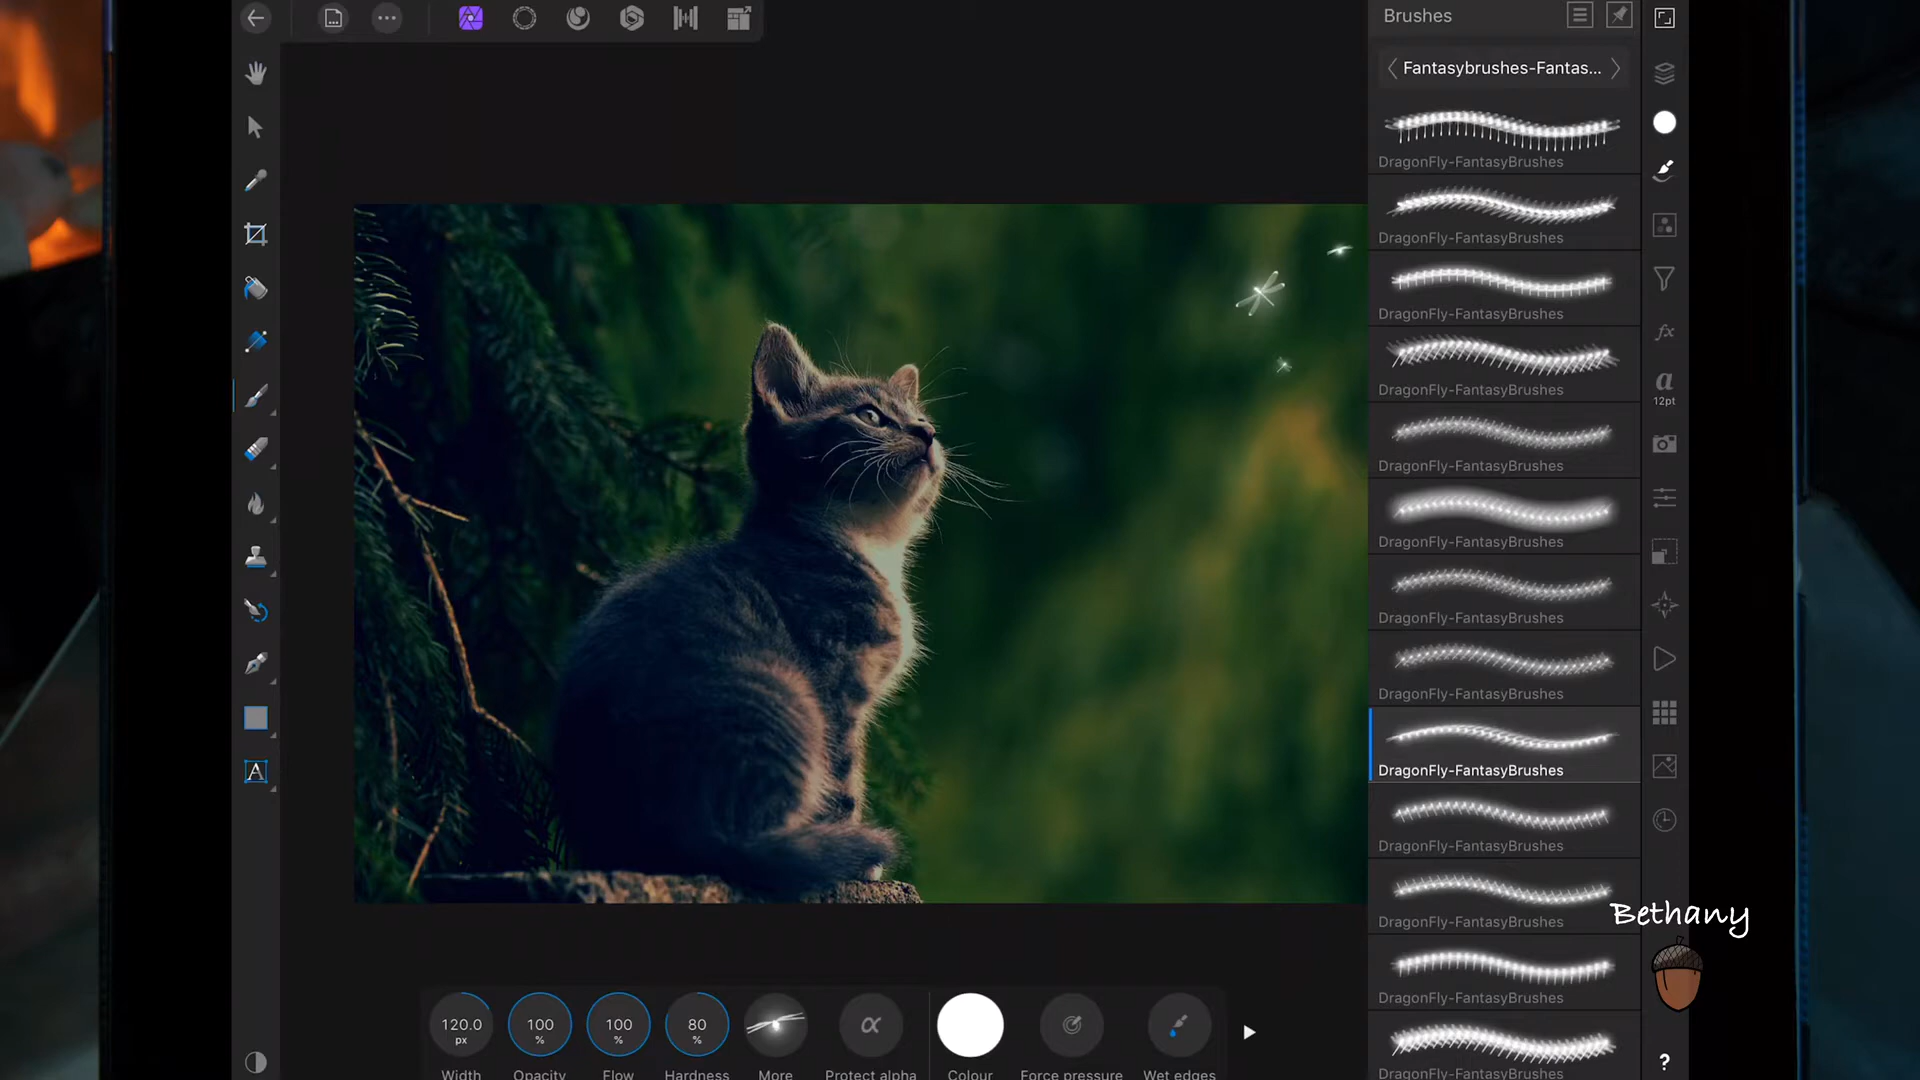 Brushes
Fantasybrushes-Fantas...
DragonFly-FantasyBrushes
DragonFly-FantasyBrushes
DragonFly-FantasyBrushes
DragonFly-FantasyBrushes
DragonFly-FantasyBrushes
DragonFly-FantasyBrushes
DragonFly-FantasyBrushes
DragonFly-FantasyBrushes
DragonFly-FantasyBrushes
DragonFly-FantasyBrushes
DragonFly-FantasyBrushes
DragonFly-FantasyBrushes
DragonFly-FantasyBrushes
fx
a
12pt
A
Bethany
?
120.0 100 100 80 α
px % % %
Width Opacity Flow Hardness More Protect alpha Colour Force pressure Wet edges